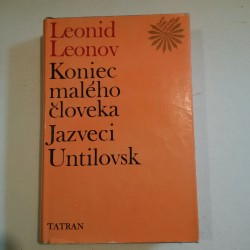 Leonid
Leonov
Koniec
malého
človeka
Jazveci
Untilovsk
TATRAN